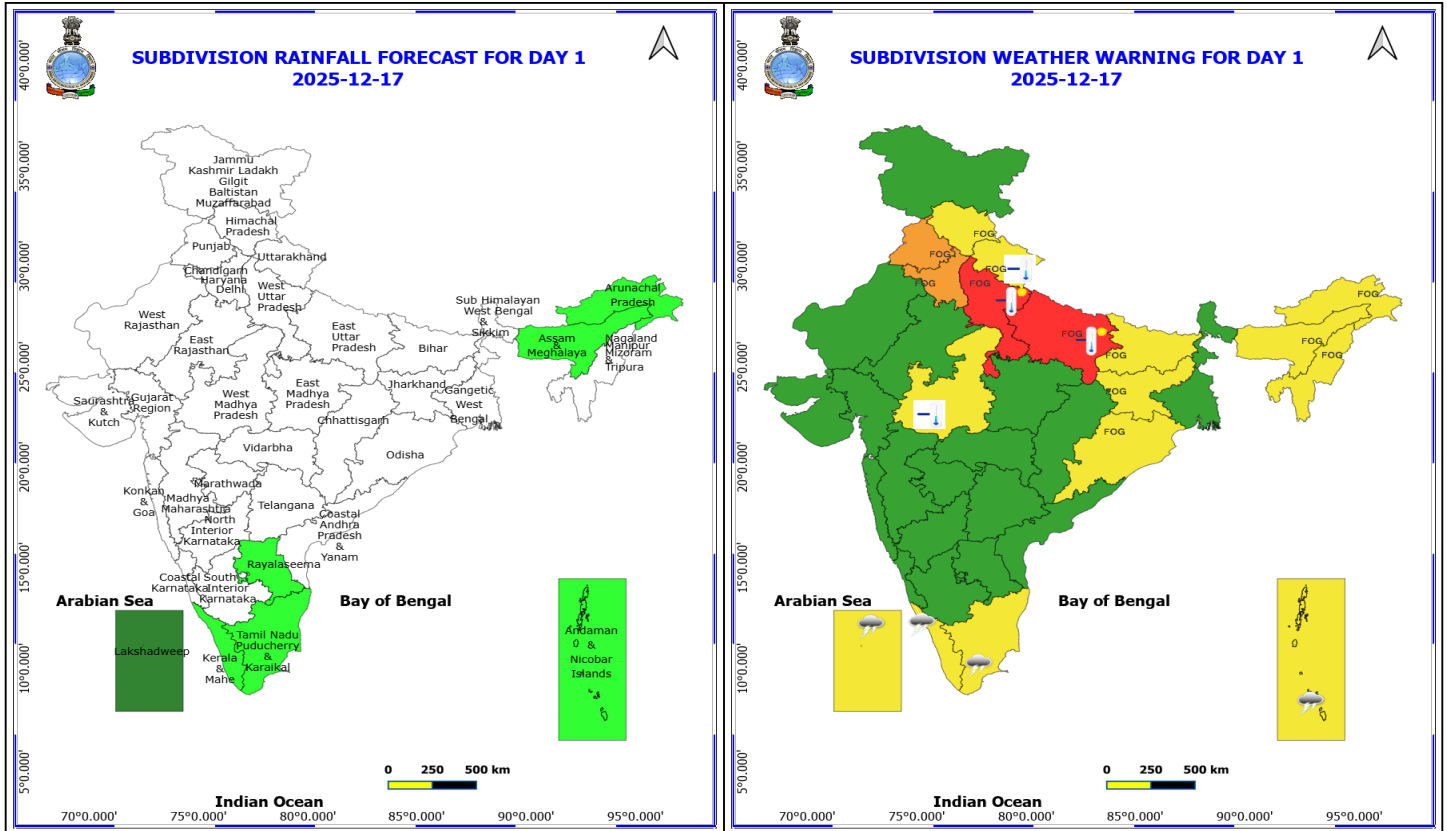 SUBDIVISION RAINFALL FORECAST FOR DAY 1
2025-12-17
40°0.000'
35°0.000'
30°0.000'
25°0.000'
20°0.000'
15°0.000'
10°0.000'
5°0.000'
Jammu
Kashmir Ladakh
Gilgit
Baltistan
Muzaffarabad
Himachal
Pradesh
Punjab
Uttarakhand
Chandigarh
Haryana
Delhi
West
Uttar
Pradesh
West
Rajasthan
East
Rajasthan
East
Uttar
Pradesh
Bihar
Sub Himalayan
West Bengal
&
Sikkim
Arunachal
Pradesh
Assam
&
Meghalaya
Nagaland
Manipur
Mizoram
&
Tripura
Saurashtra
&
Kutch
Gujarat
Region
West
Madhya
Pradesh
East
Madhya
Pradesh
Jharkhand
Gangetic
West
Bengal
Chhattisgarh
Vidarbha
Odisha
Konkan
&
Goa
Madhya
Maharashtra
Marathwada
Telangana
North
Interior
Karnataka
Coastal
Andhra
Pradesh
&
Yanam
Rayalaseema
Coastal
Karnataka
South
Interior
Karnataka
Arabian Sea
Bay of Bengal
Lakshadweep
Kerala
&
Mahe
Tamil Nadu
Puducherry
&
Karaikal
Andaman
&
Nicobar
Islands
0 250 500 km
Indian Ocean
70°0.000' 75°0.000' 80°0.000' 85°0.000' 90°0.000' 95°0.000'
SUBDIVISION WEATHER WARNING FOR DAY 1
2025-12-17
40°0.000'
35°0.000'
30°0.000'
25°0.000'
20°0.000'
15°0.000'
10°0.000'
5°0.000'
FOG
FOG
FOG
FOG
FOG
FOG
FOG
FOG
FOG
FOG
FOG
FOG
Arabian Sea
Bay of Bengal
0 250 500 km
Indian Ocean
70°0.000' 75°0.000' 80°0.000' 85°0.000' 90°0.000' 95°0.000'